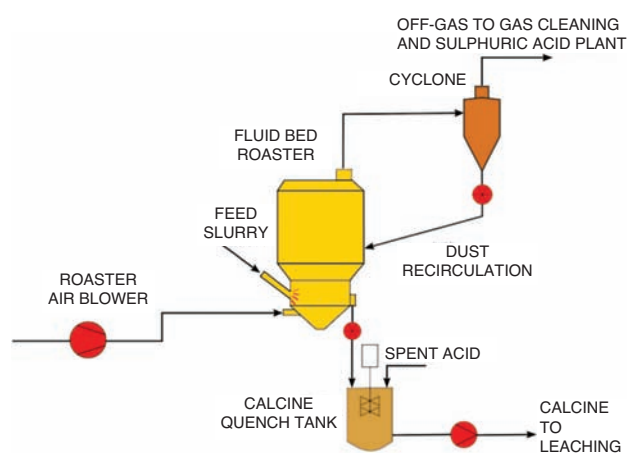 OFF-GAS TO GAS CLEANING
AND SULPHURIC ACID PLANT
CYCLONE
FLUID BED
ROASTER
FEED
SLURRY
DUST
RECIRCULATION
ROASTER
AIR BLOWER
SPENT ACID
CALCINE
QUENCH TANK
CALCINE
TO
LEACHING